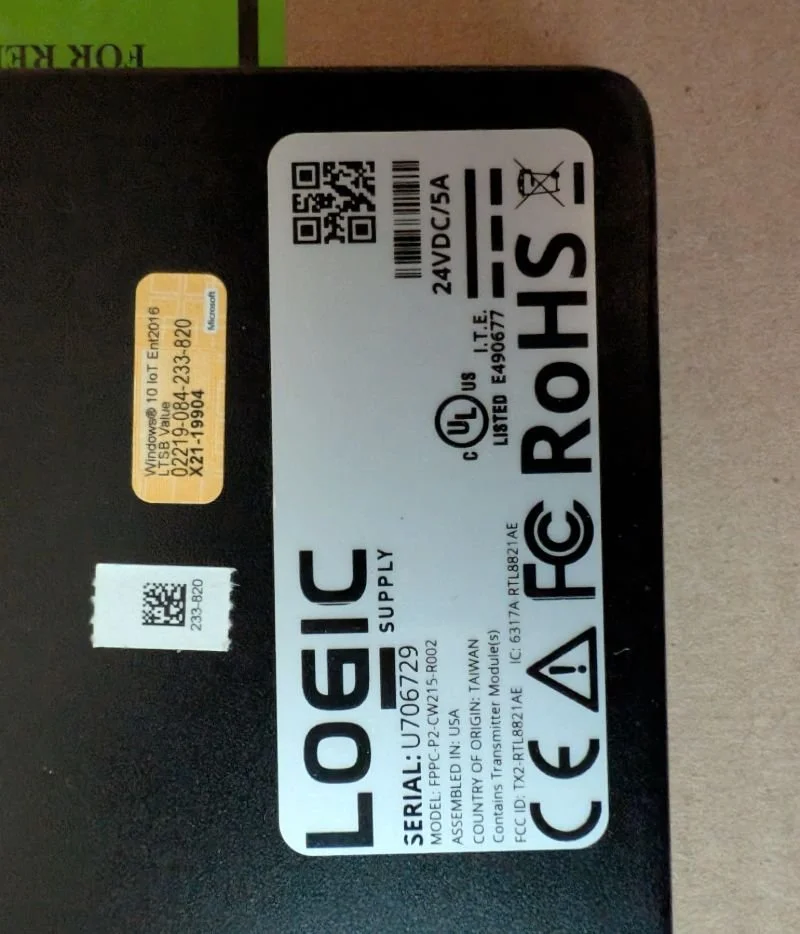 FOR RE
LOGIC
SUPPLY
SERIAL: U706729
MODEL: FPPC-P2-CW215-R002
ASSEMBLED IN: USA
COUNTRY OF ORIGIN: TAIWAN
Contains Transmitter Module(s)
FCC ID: TX2-RTL8821AE IC: 6317A RTL8821AE
CE FC RoHS
24VDC/5A
C UL US
LISTED
I.T.E.
E490677
Windows® 10 IoT Ent2016
LTSB Value
02219-084-233-820
X21-19904
Microsoft
233-820